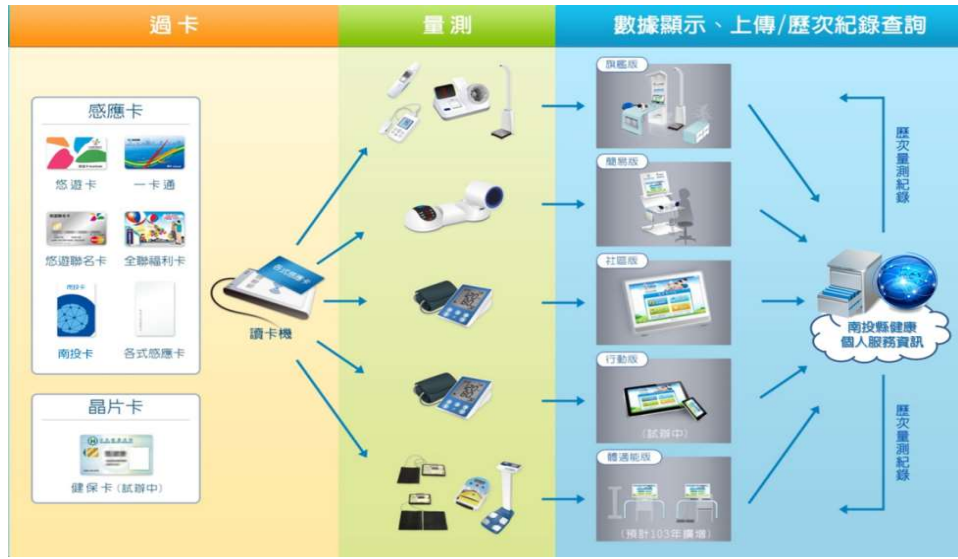 過卡
量測
數據顯示、上傳/歷次紀錄查詢
感應卡
悠遊卡
一卡通
悠遊聯名卡
全聯福利卡
南投卡
各式感應卡
晶片卡
健保卡(試辦中)
各式感應卡
讀卡機
旗艦版
簡易版
社區版
行動版
(試辦中)
體適能版
(預計103年擴增)
歷次量測紀錄
南投縣健康
個人服務資訊
歷次量測紀錄